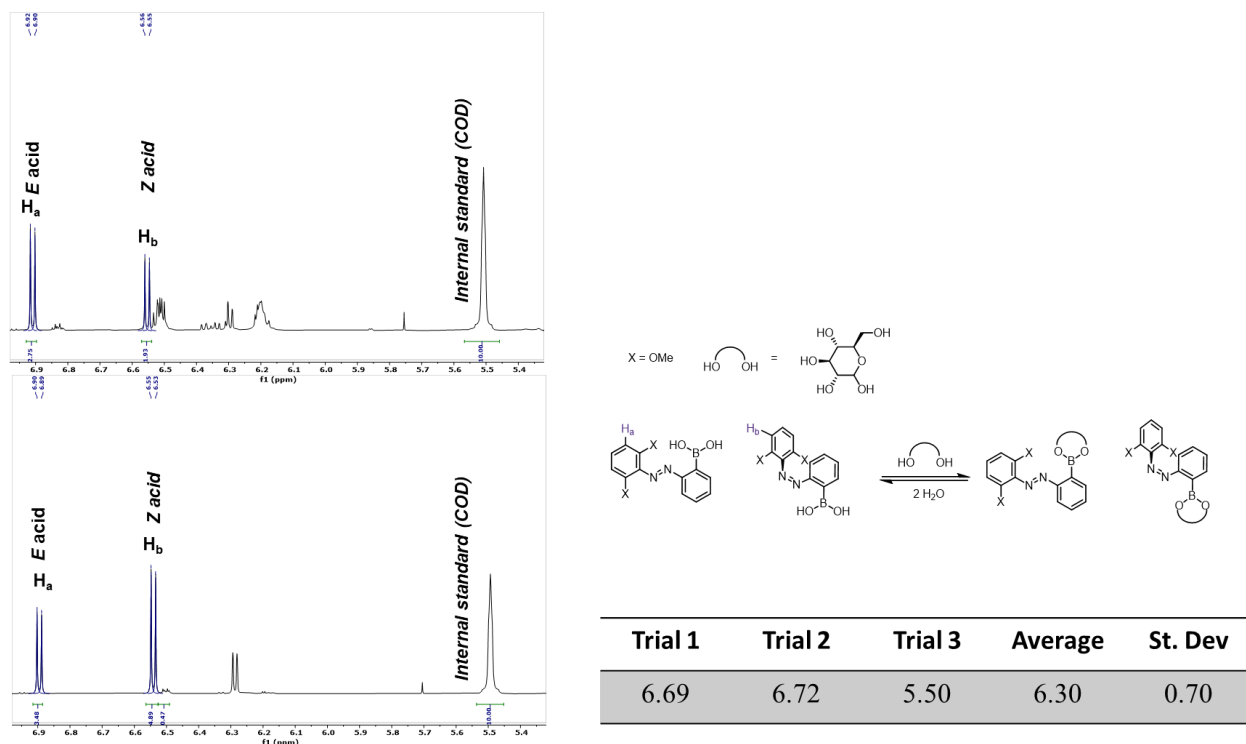 6.92
6.90
6.56
6.55
E acid
Ha
Z acid
Hb
Internal standard (COD)
2.75
1.93
10.00
6.9 6.8 6.7 6.6 6.5 6.4 6.3 6.2 6.1 6.0 5.9 5.8 5.7 5.6 5.5 5.4
f1 (ppm)
6.90
6.89
6.55
6.53
E acid
Ha
Z acid
Hb
Internal standard (COD)
3.48
4.89
0.47
10.00
6.9 6.8 6.7 6.6 6.5 6.4 6.3 6.2 6.1 6.0 5.9 5.8 5.7 5.6 5.5 5.4
f1 (ppm)
X = OMe
HO OH
=
HO OH
HO O
HO OH
Ha X HO OH
B
N N
X
Hb
X X
N N
B
HO OH
HO OH
2 H2O
X O O
B
N N
X
X X
N N
B
O O
Trial 1 Trial 2 Trial 3 Average St. Dev
6.69 6.72 5.50 6.30 0.70